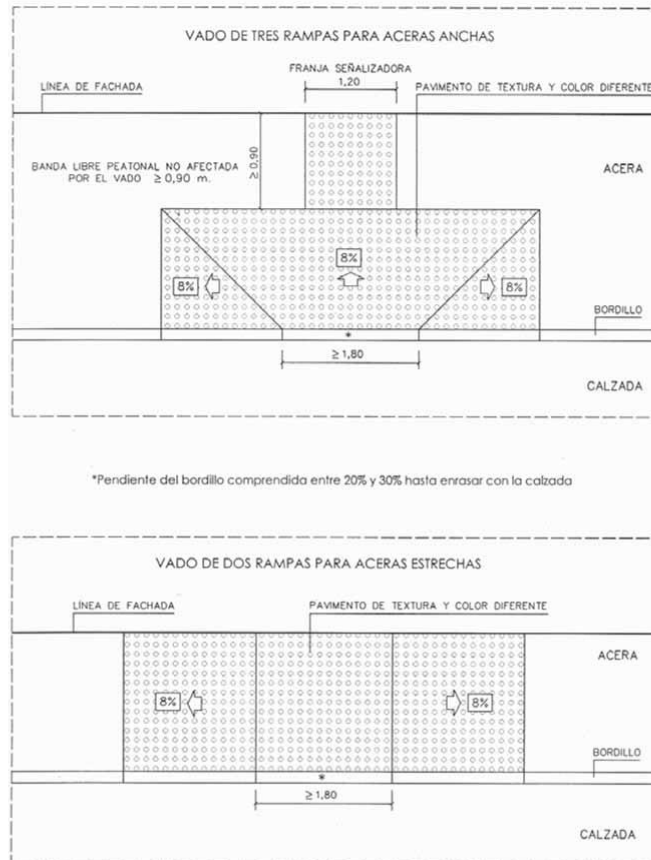 VADO DE TRES RAMPAS PARA ACERAS ANCHAS
FRANJA SEÑALIZADORA
1,20
LÍNEA DE FACHADA
PAVIMENTO DE TEXTURA Y COLOR DIFERENTE
≥ 0,90
BANDA LIBRE PEATONAL NO AFECTADA
POR EL VADO ≥ 0,90 m.
ACERA
8%
8%
8%
BORDILLO
*
≥ 1,80
CALZADA
*Pendiente del bordillo comprendida entre 20% y 30% hasta enrasar con la calzada
VADO DE DOS RAMPAS PARA ACERAS ESTRECHAS
LÍNEA DE FACHADA
PAVIMENTO DE TEXTURA Y COLOR DIFERENTE
ACERA
8%
8%
BORDILLO
*
≥ 1,80
CALZADA